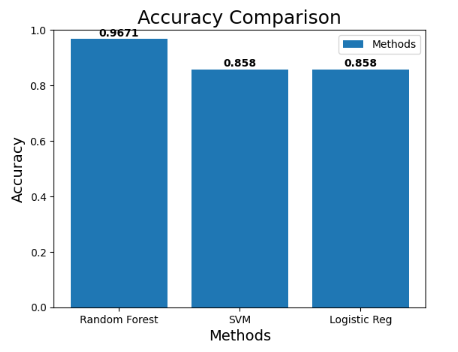 Accuracy Comparison
1.0
0.9671
Methods
0.858
0.858
0.8
0.6
Accuracy
0.4
0.2
0.0
Random Forest
SVM
Logistic Reg
Methods